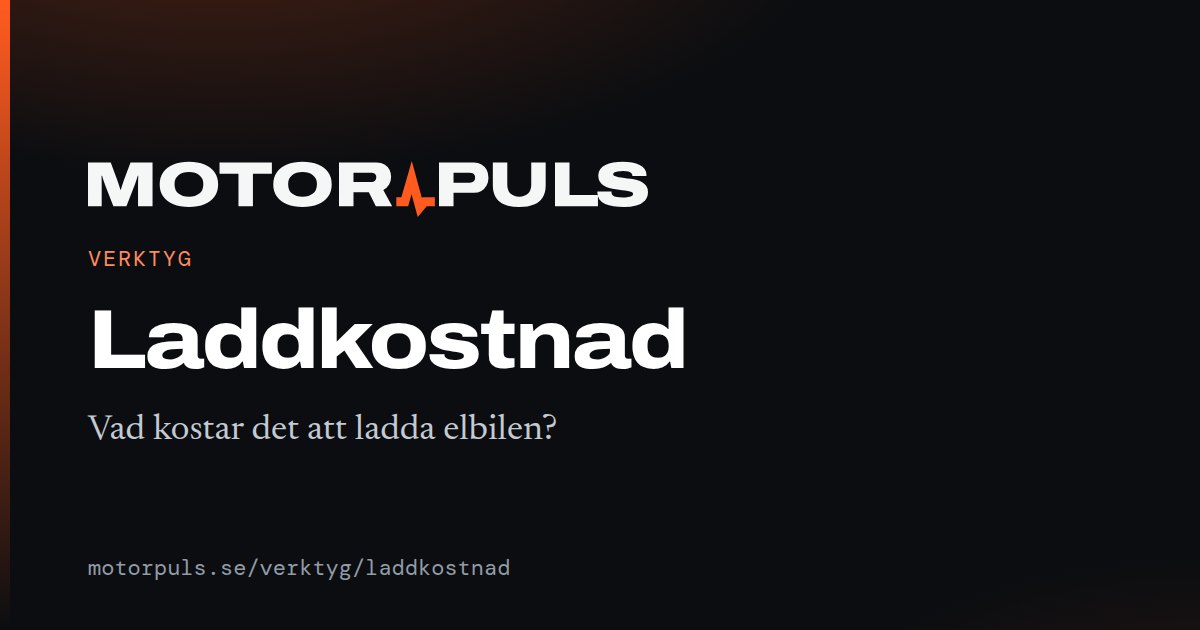 MOTORPULS
VERKTYG
Laddkostnad
Vad kostar det att ladda elbilen?
motorpuls.se/verktyg/laddkostnad